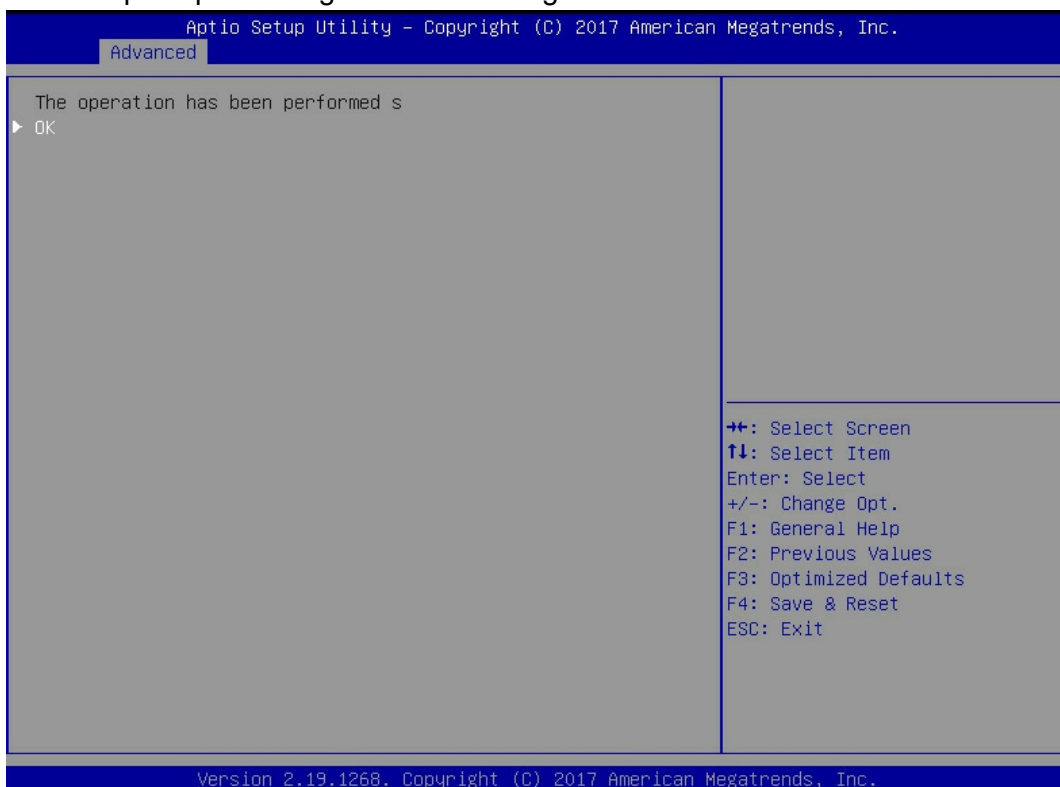 Aptio Setup Utility – Copyright (C) 2017 American Megatrends, Inc.
Advanced
The operation has been performed s
▶ OK
→←: Select Screen
↑↓: Select Item
Enter: Select
+/-: Change Opt.
F1: General Help
F2: Previous Values
F3: Optimized Defaults
F4: Save & Reset
ESC: Exit
Version 2.19.1268. Copyright (C) 2017 American Megatrends, Inc.